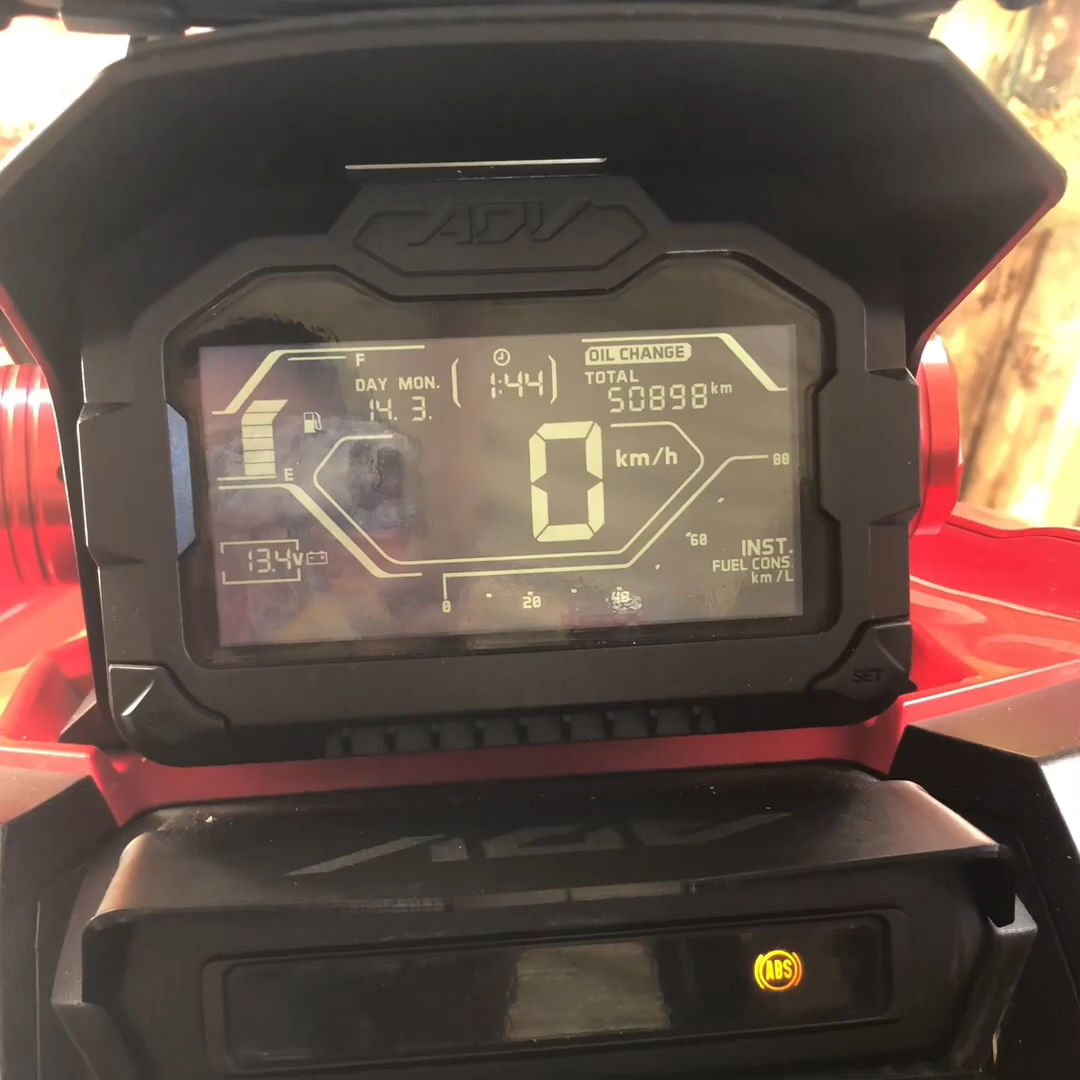 ADV
F
DAY MON.
14. 3.
1:44
OIL CHANGE
TOTAL
50898 km
E
0 km/h
80
60
13.4V
INST.
FUEL CONS.
km/L
0 20 40
SET
ADV
ABS